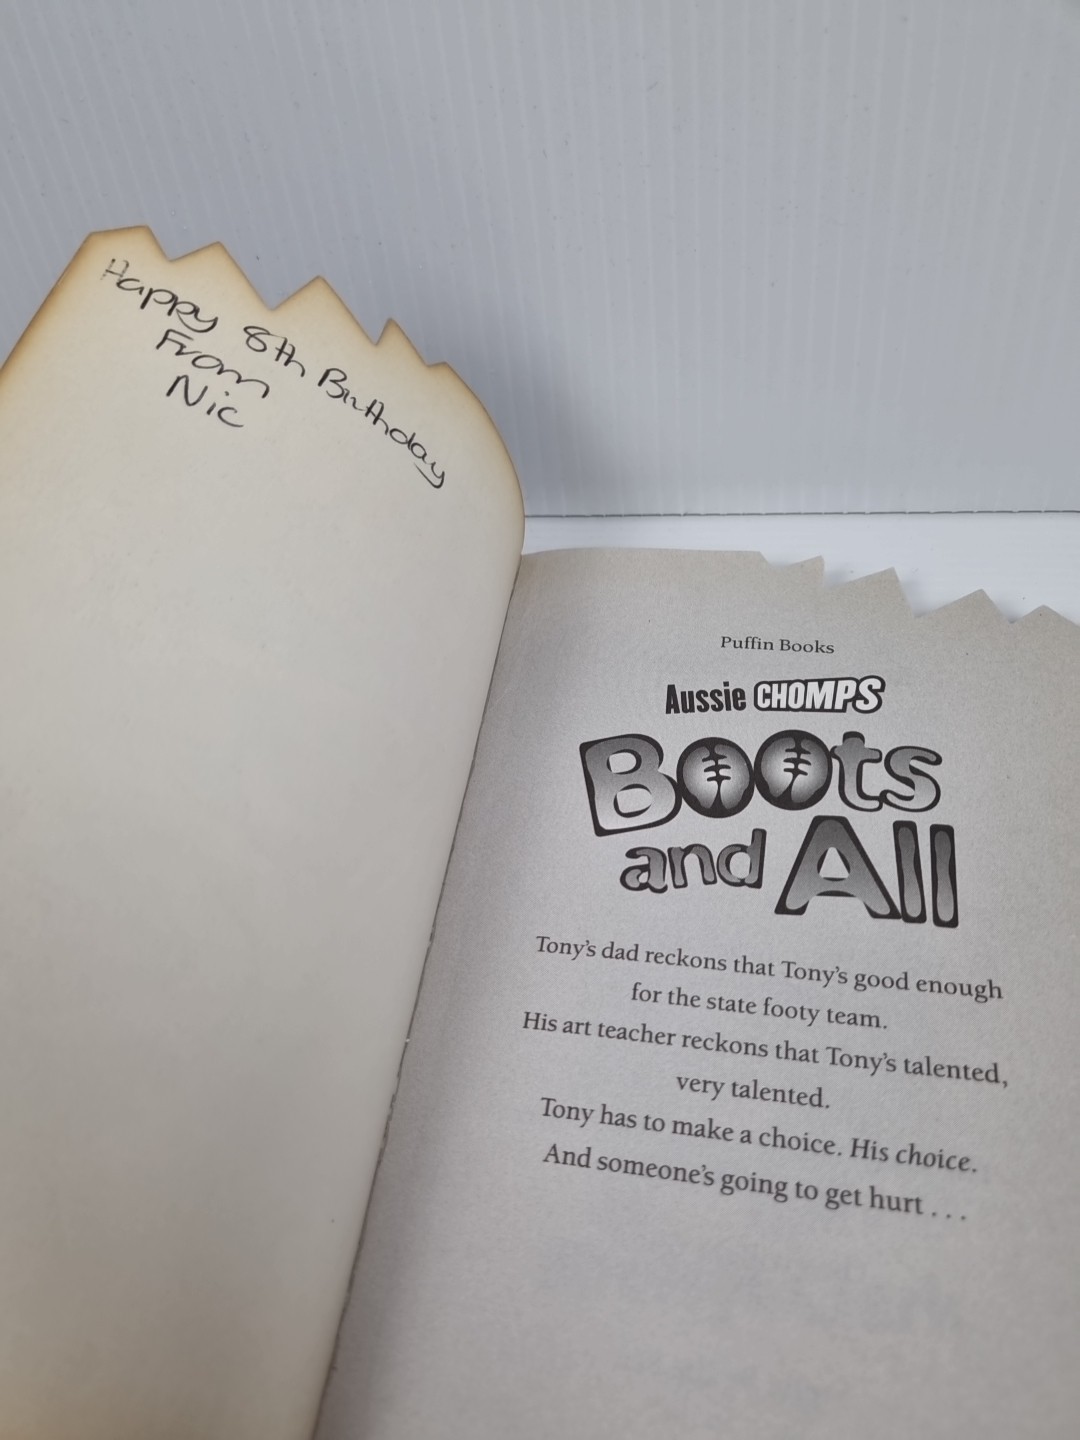 Happy 8th Birthday
From
Nic
Puffin Books
Aussie CHOMPS
Boots
and All
Tony's dad reckons that Tony's good enough
for the state footy team.
His art teacher reckons that Tony's talented,
very talented.
Tony has to make a choice. His choice.
And someone's going to get hurt . . .